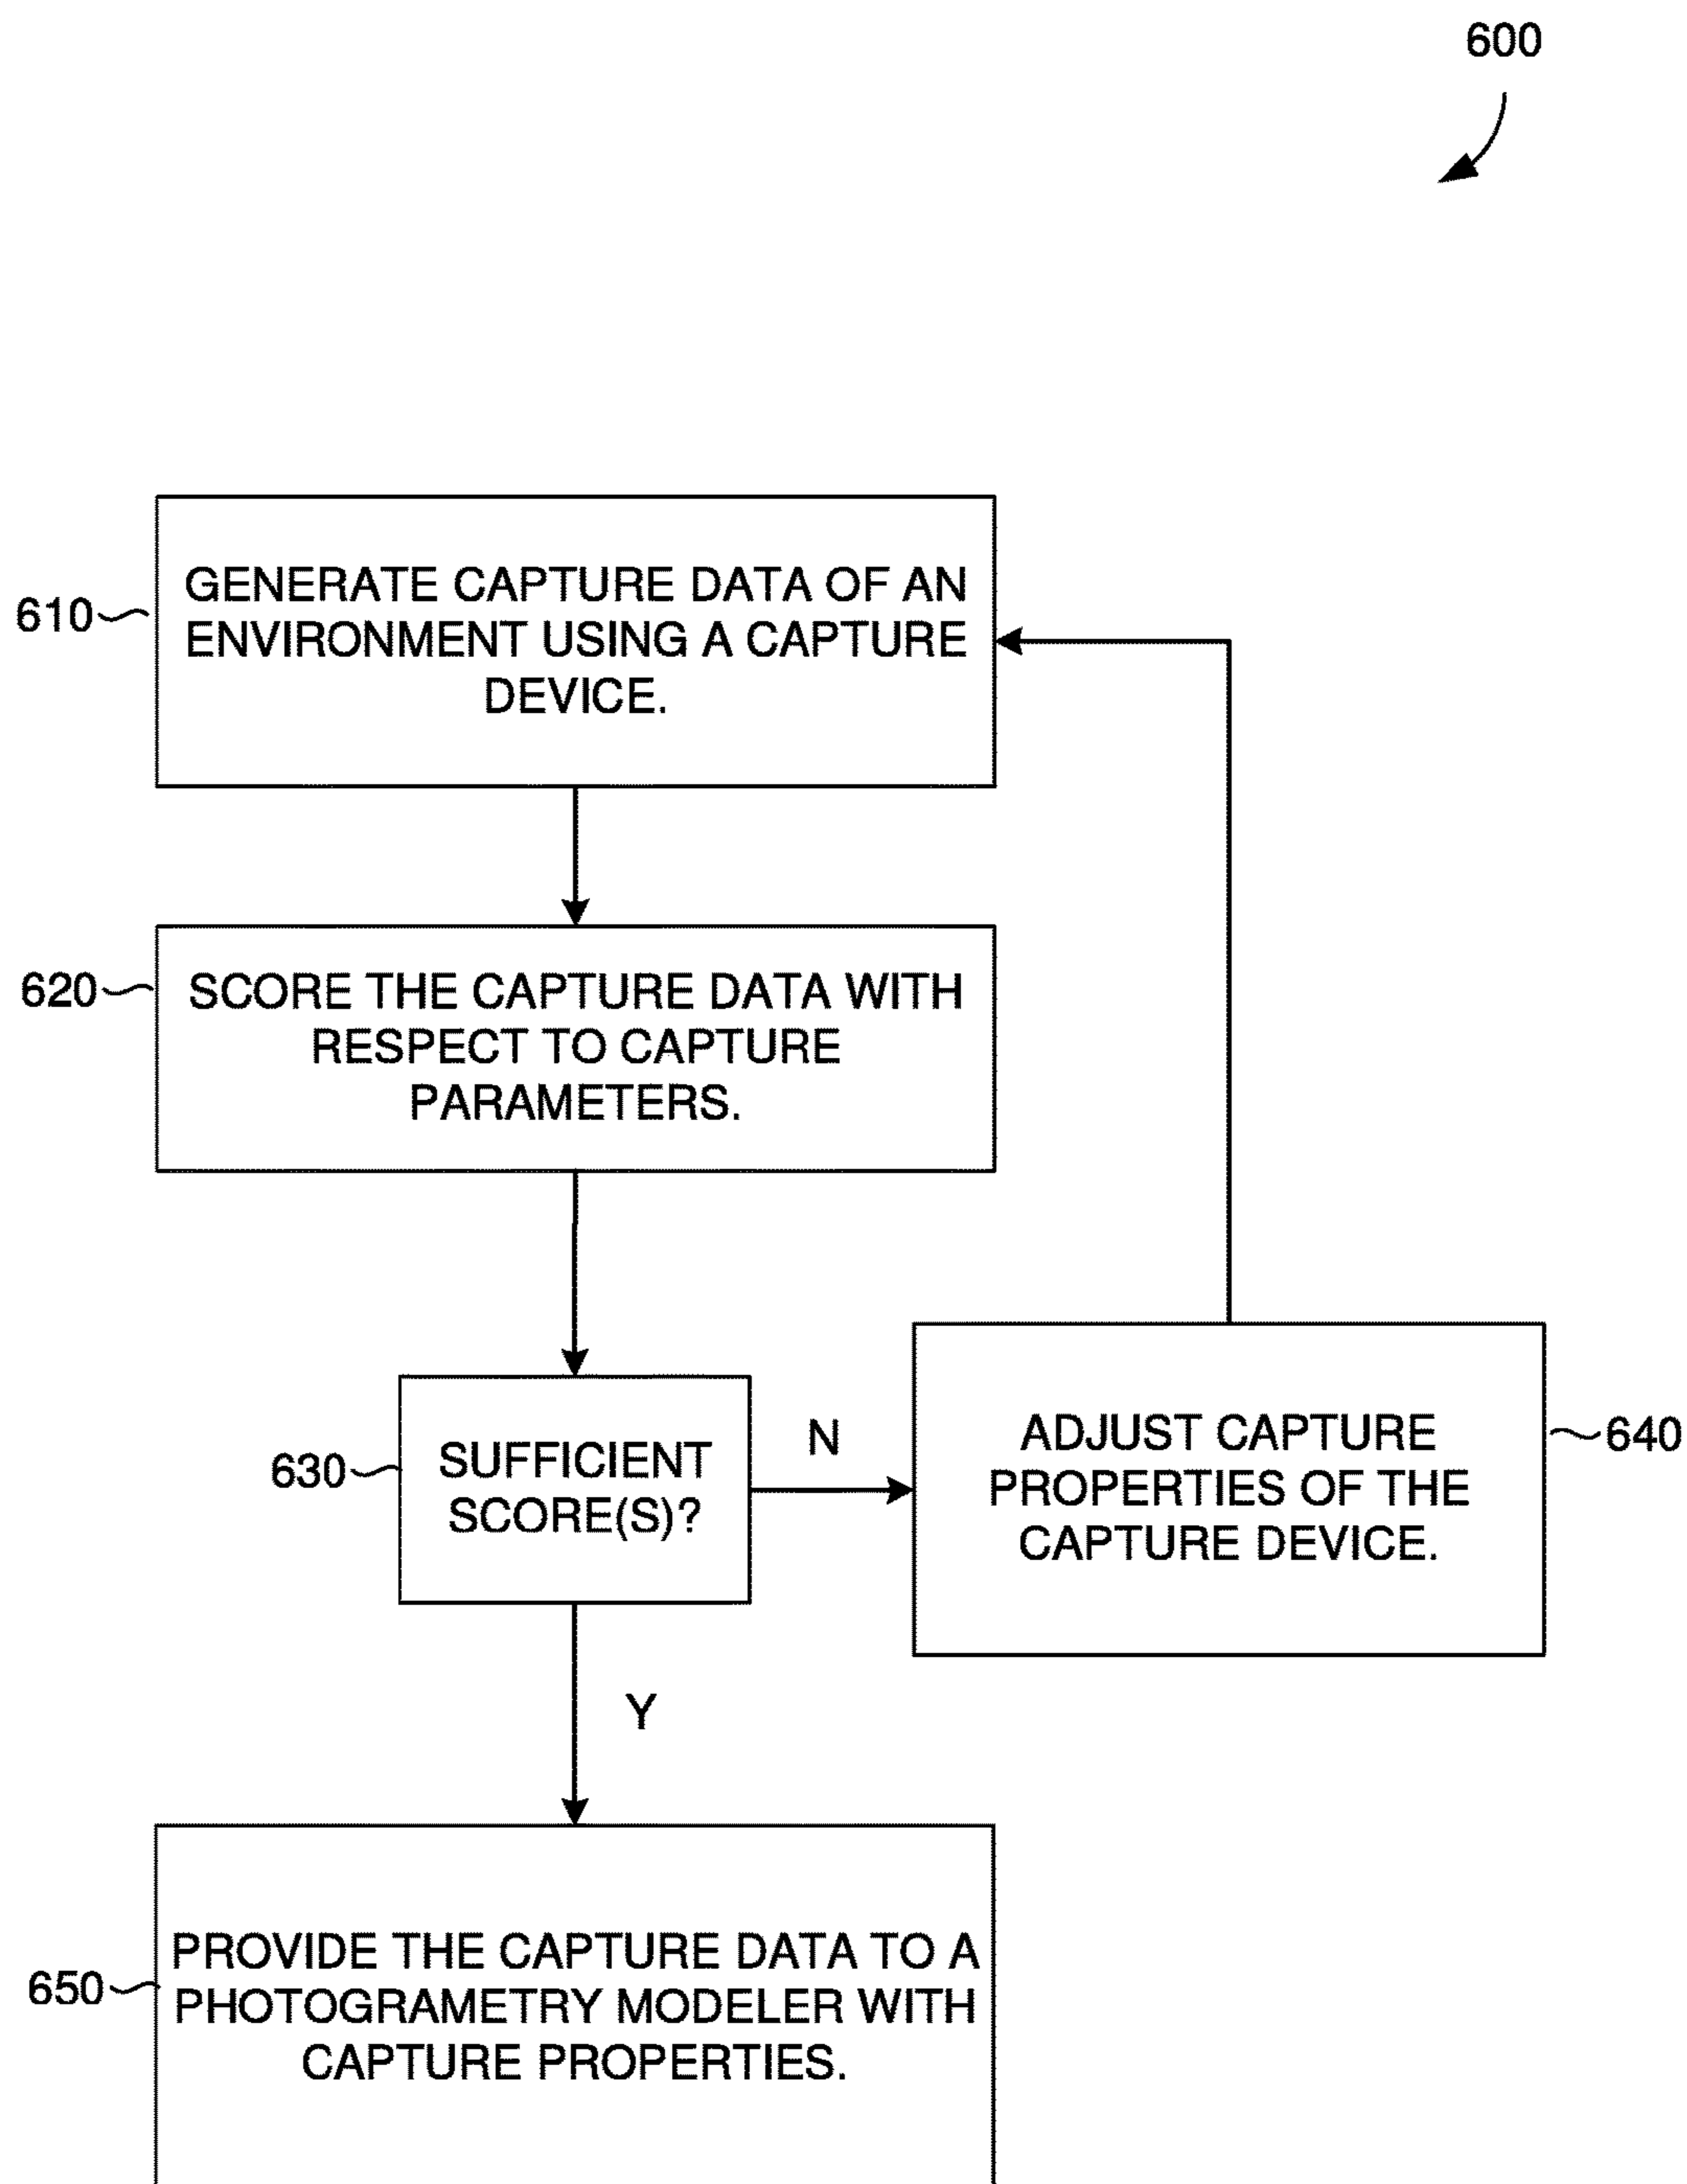 600
610
GENERATE CAPTURE DATA OF AN
ENVIRONMENT USING A CAPTURE
DEVICE.
620
SCORE THE CAPTURE DATA WITH
RESPECT TO CAPTURE
PARAMETERS.
630
SUFFICIENT
SCORE(S)?
N
ADJUST CAPTURE
PROPERTIES OF THE
CAPTURE DEVICE.
640
Y
650
PROVIDE THE CAPTURE DATA TO A
PHOTOGRAMETRY MODELER WITH
CAPTURE PROPERTIES.